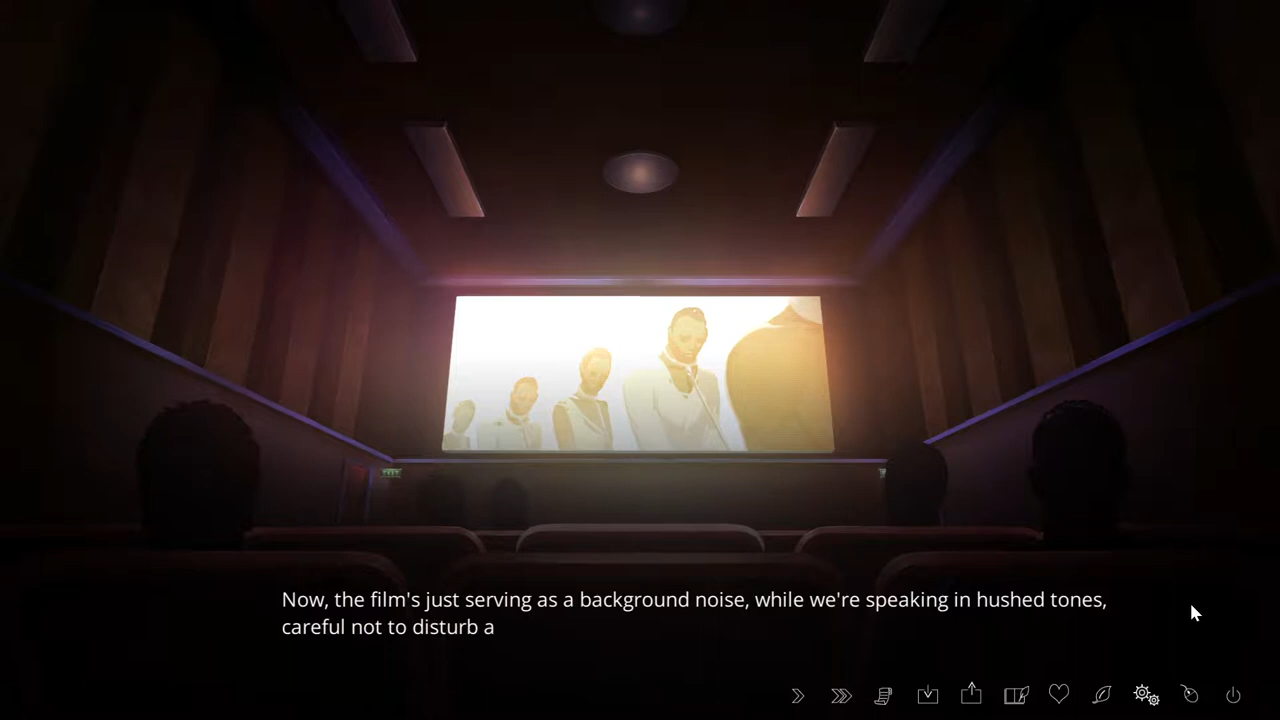 Now, the film's just serving as a background noise, while we're speaking in hushed tones,
careful not to disturb a